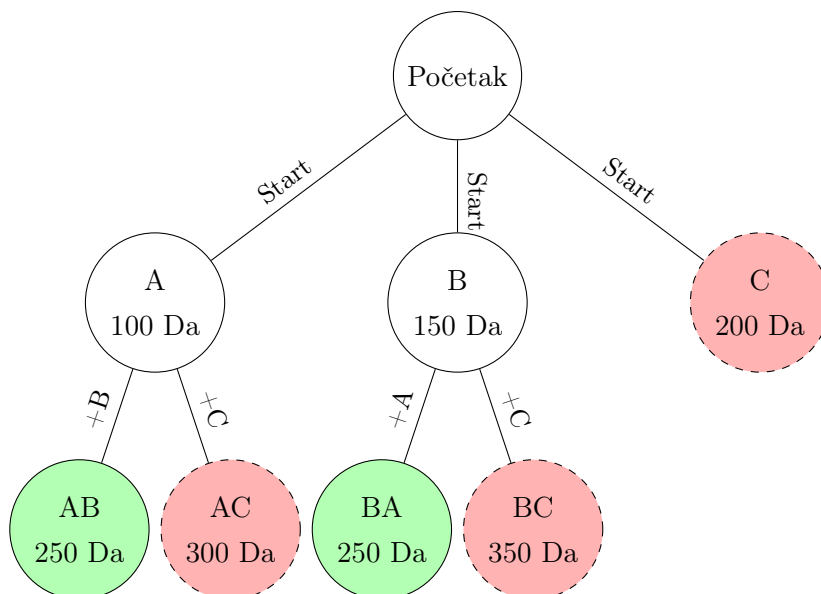 Početak
Start
Start
Start
A
100 Da
B
150 Da
C
200 Da
+B
+C
+A
+C
AB
250 Da
AC
300 Da
BA
250 Da
BC
350 Da